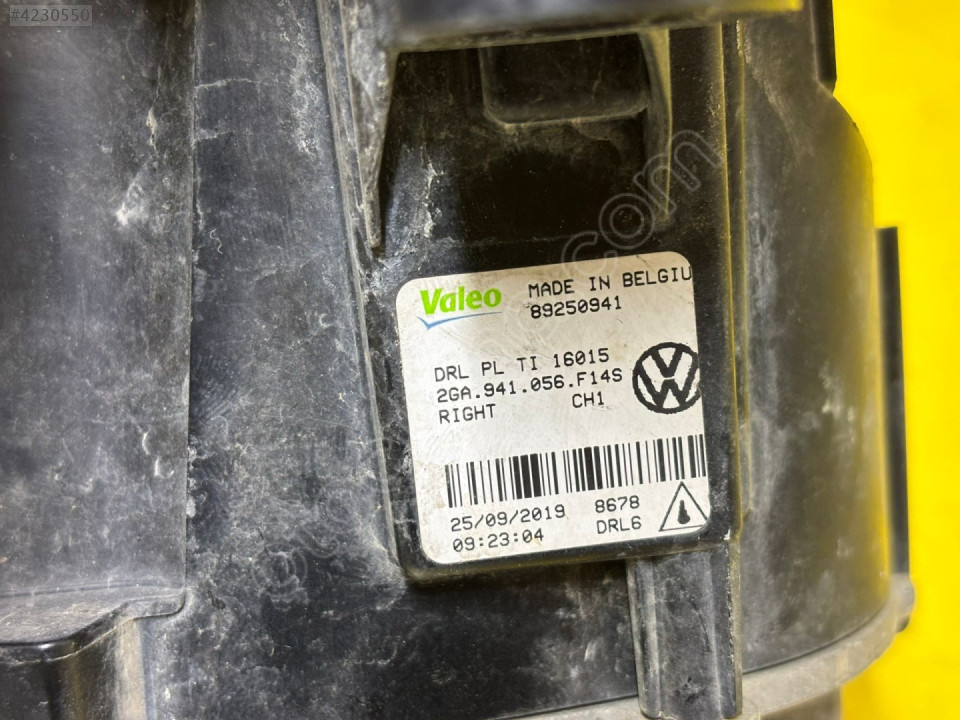 #4230550
Valeo
MADE IN BELGIU
89250941
DRL PL TI 16015
2GA.941.056.F14S
RIGHT CH1
25/09/2019 8678
09:23:04 DRL6